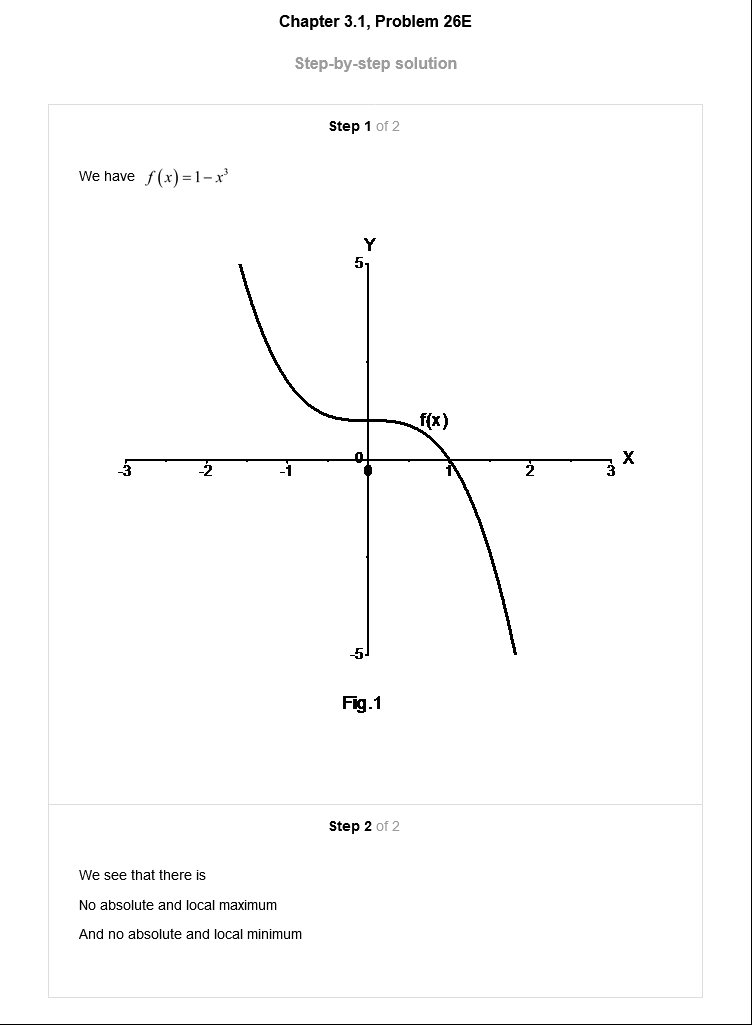 Chapter 3.1, Problem 26E
Step-by-step solution
Step 1 of 2
We have f(x)=1−x³
Y
5
f(x)
0
X
-3 -2 -1 0 1 2 3
-5
Fig.1
Step 2 of 2
We see that there is
No absolute and local maximum
And no absolute and local minimum